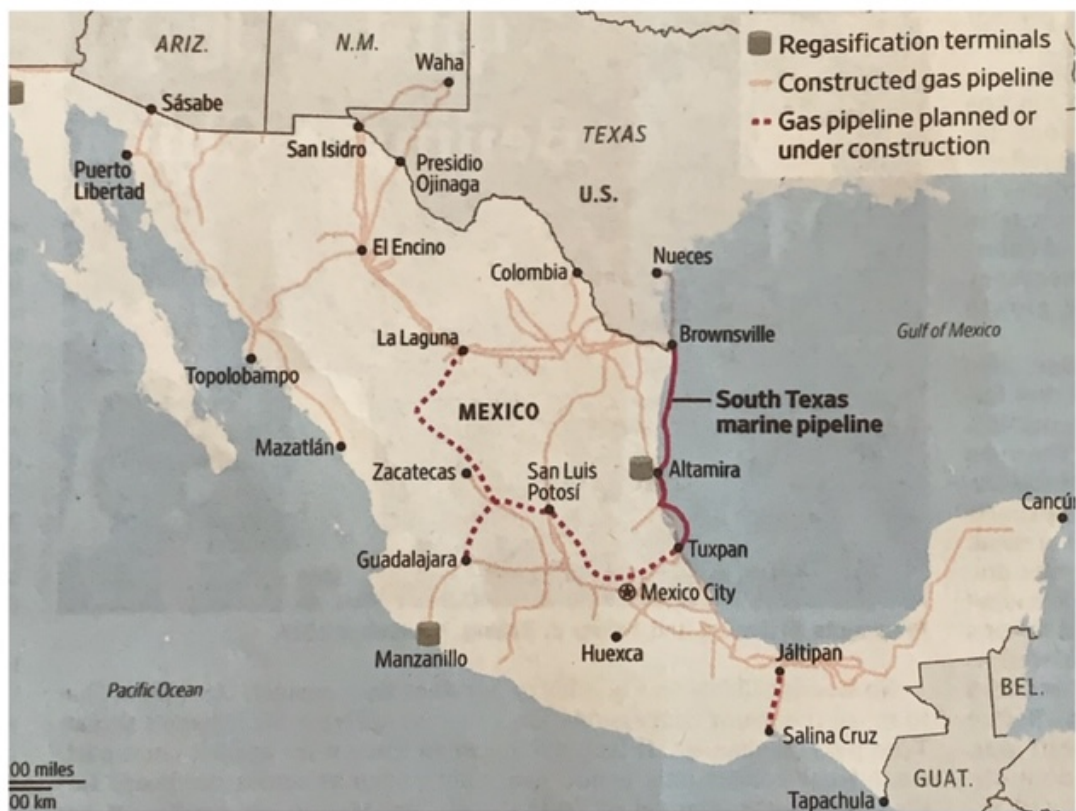 ARIZ.
N.M.
Waha
Sásabe
San Isidro
Puerto
Libertad
Presidio
Ojinaga
TEXAS
U.S.
Regasification terminals
Constructed gas pipeline
Gas pipeline planned or
under construction
El Encino
Colombia
Nueces
La Laguna
Brownsville
Gulf of Mexico
Topolobampo
MEXICO
South Texas
marine pipeline
Mazatlán
Zacatecas
San Luis
Potosí
Altamira
Cancún
Guadalajara
Tuxpan
Mexico City
Manzanillo
Huexca
Jáltipan
Pacific Ocean
BEL.
Salina Cruz
00 miles
00 km
GUAT.
Tapachula